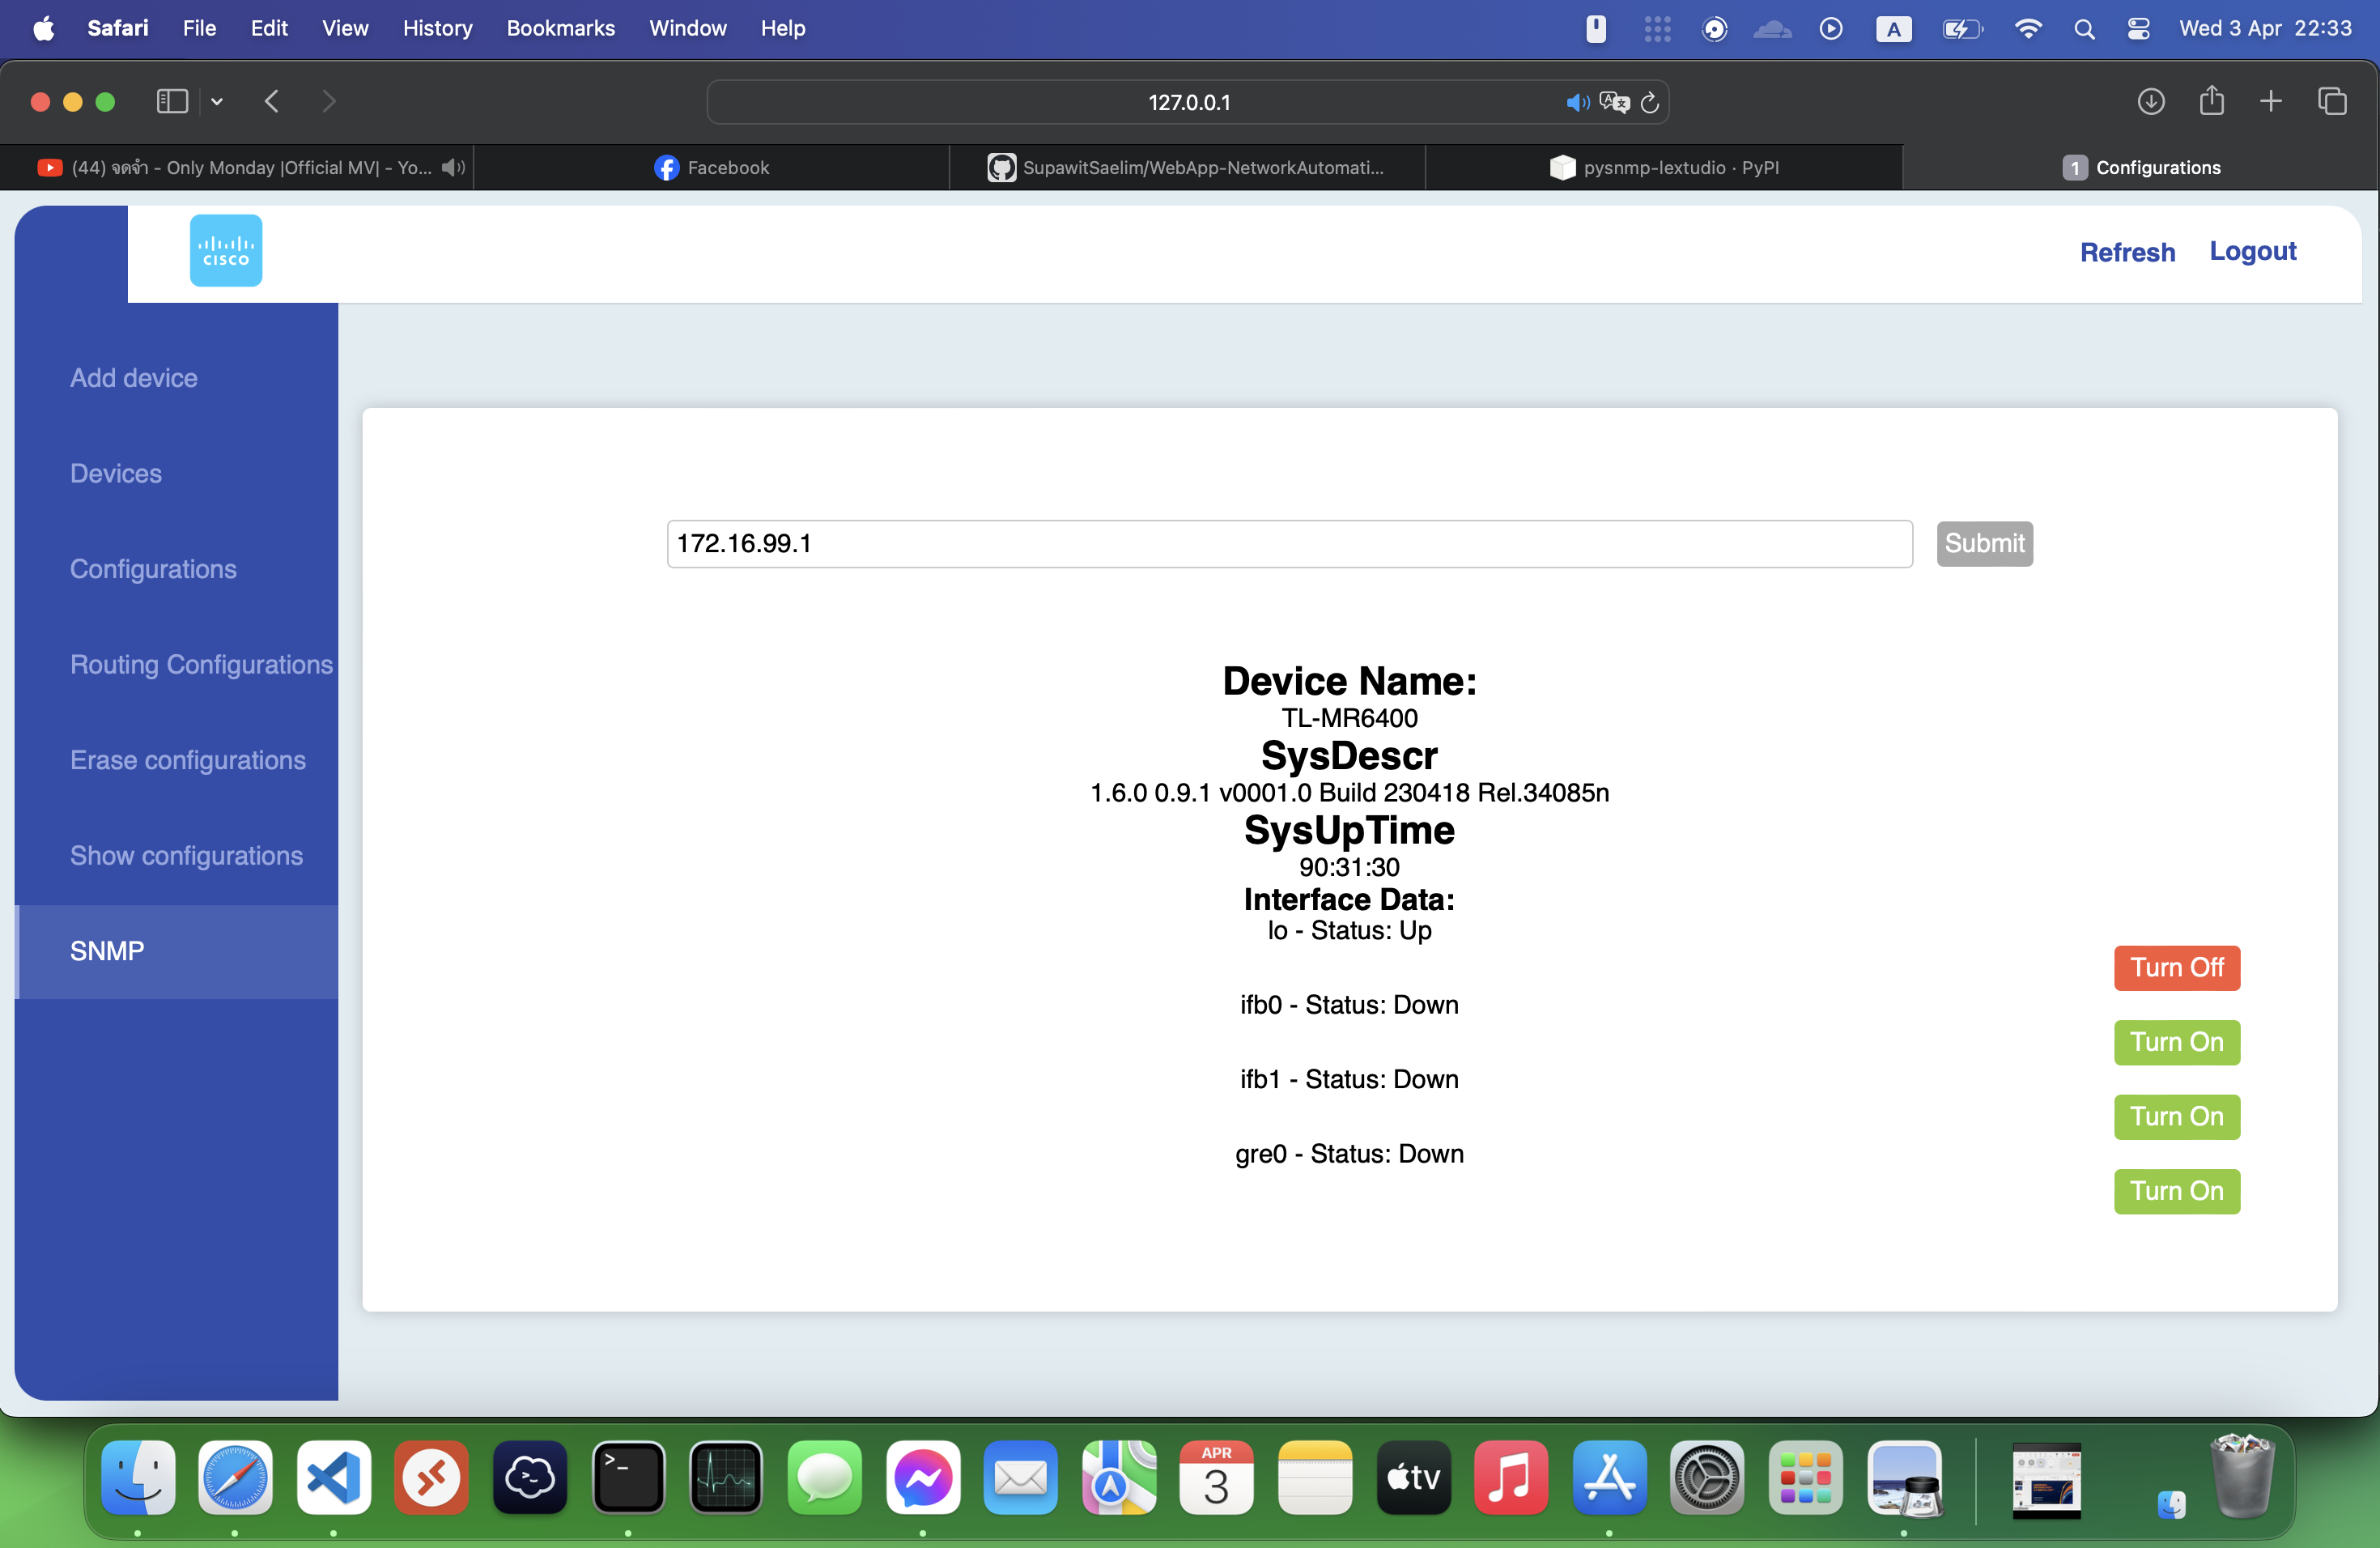 Safari File Edit View History Bookmarks Window Help A Wed 3 Apr 22:33
127.0.0.1
(44) จดจำ - Only Monday |Official MV| - Yo... Facebook SupawitSaelim/WebApp-NetworkAutomati... pysnmp-lextudio · PyPI 1 Configurations
CISCO
Refresh Logout
Add device
Devices
Configurations
Routing Configurations
Erase configurations
Show configurations
SNMP
172.16.99.1 Submit
Device Name:
TL-MR6400
SysDescr
1.6.0 0.9.1 v0001.0 Build 230418 Rel.34085n
SysUpTime
90:31:30
Interface Data:
lo - Status: Up
Turn Off
ifb0 - Status: Down
Turn On
ifb1 - Status: Down
Turn On
gre0 - Status: Down
Turn On
APR
3
tv